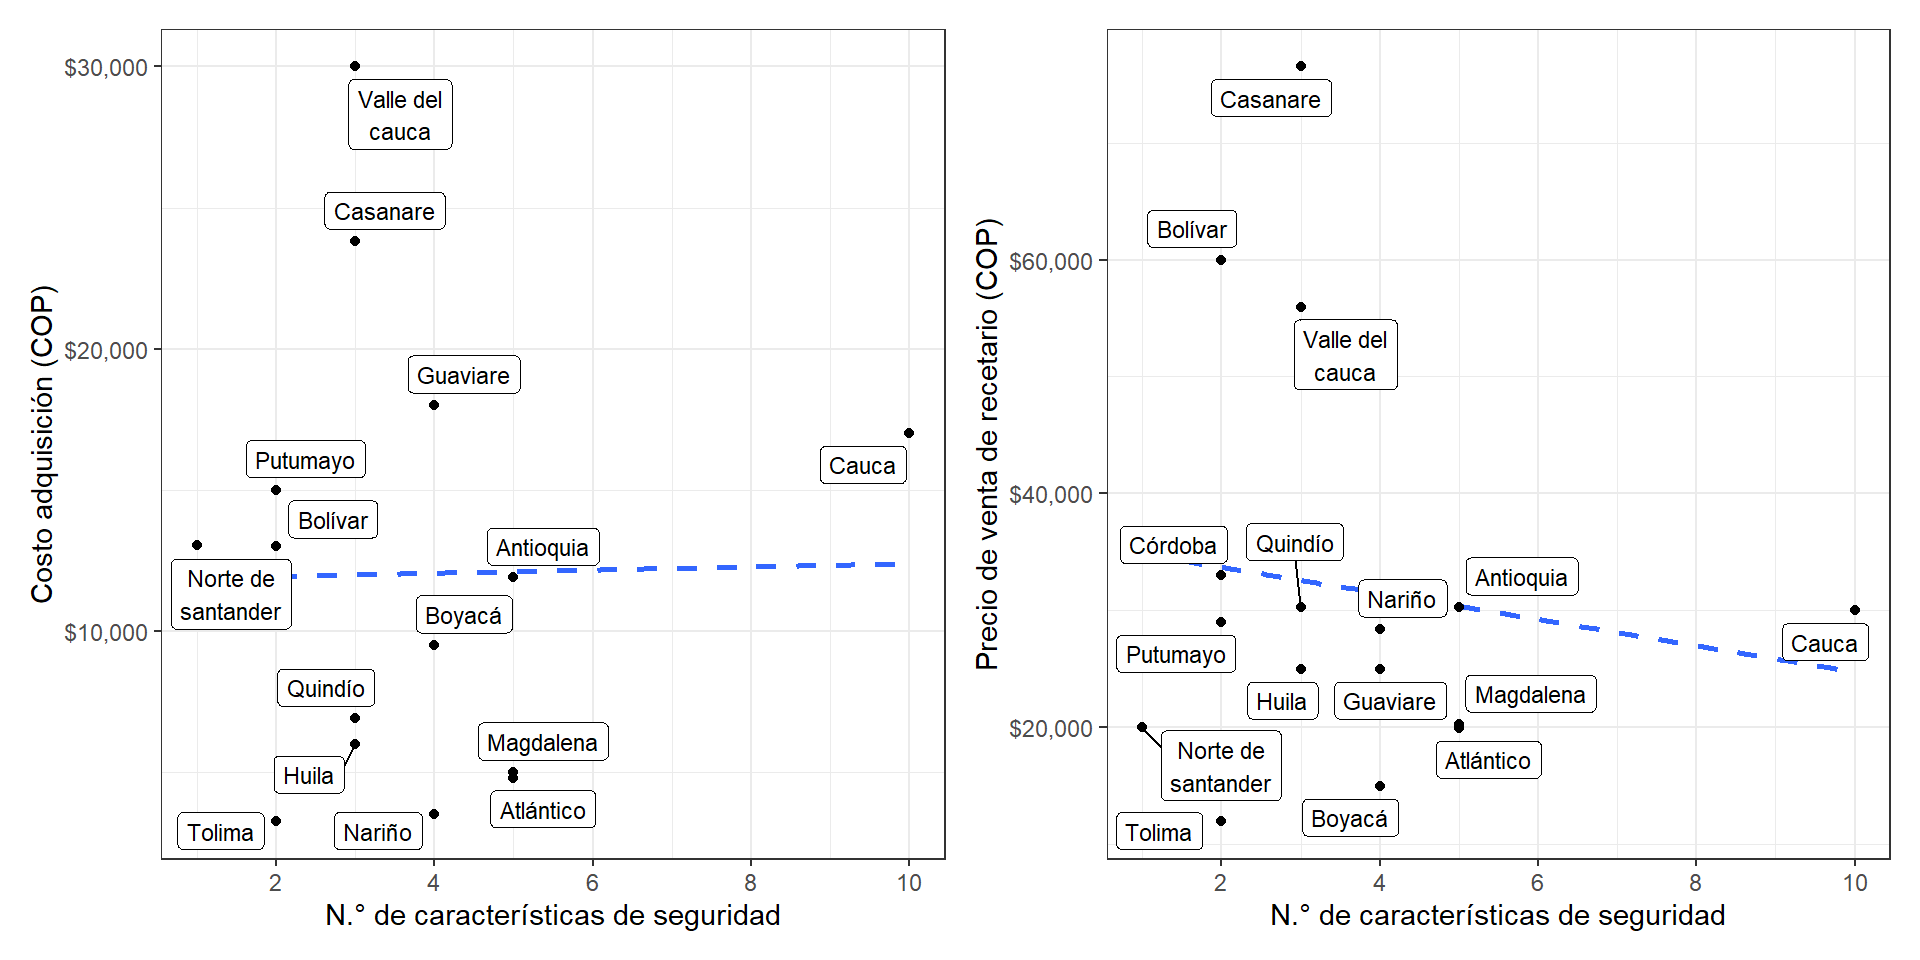 $30,000
$20,000
$10,000
Costo adquisición (COP)
Valle del
cauca
Casanare
Guaviare
Putumayo
Cauca
Bolívar
Antioquia
Norte de
santander
Boyacá
Quindío
Magdalena
Huila
Atlántico
Tolima
Nariño
2
4
6
8
10
N.° de características de seguridad
$60,000
$40,000
$20,000
Precio de venta de recetario (COP)
Casanare
Bolívar
Valle del
cauca
Córdoba
Quindío
Antioquia
Nariño
Cauca
Putumayo
Magdalena
Huila
Guaviare
Norte de
santander
Atlántico
Boyacá
Tolima
2
4
6
8
10
N.° de características de seguridad